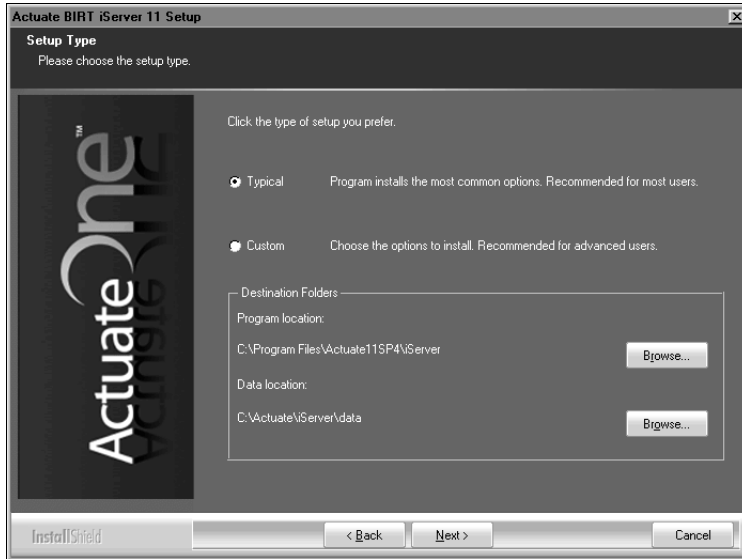 Actuate BIRT iServer 11 Setup
Setup Type
Please choose the setup type.
ActuateOne™
Click the type of setup you prefer.
Typical Program installs the most common options. Recommended for most users.
Custom Choose the options to install. Recommended for advanced users.
Destination Folders
Program location:
C:\Program Files\Actuate11SP4\iServer
Browse...
Data location:
C:\Actuate\iServer\data
Browse...
InstallShield
< Back Next > Cancel